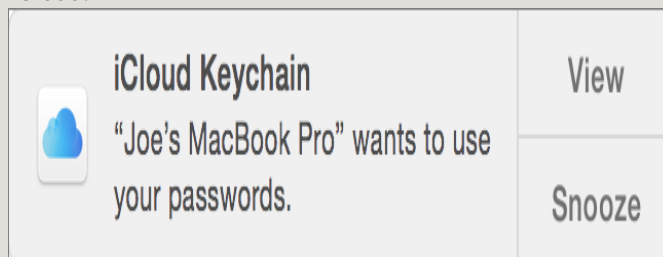 iCloud Keychain
“Joe’s MacBook Pro” wants to use
your passwords.
View
Snooze